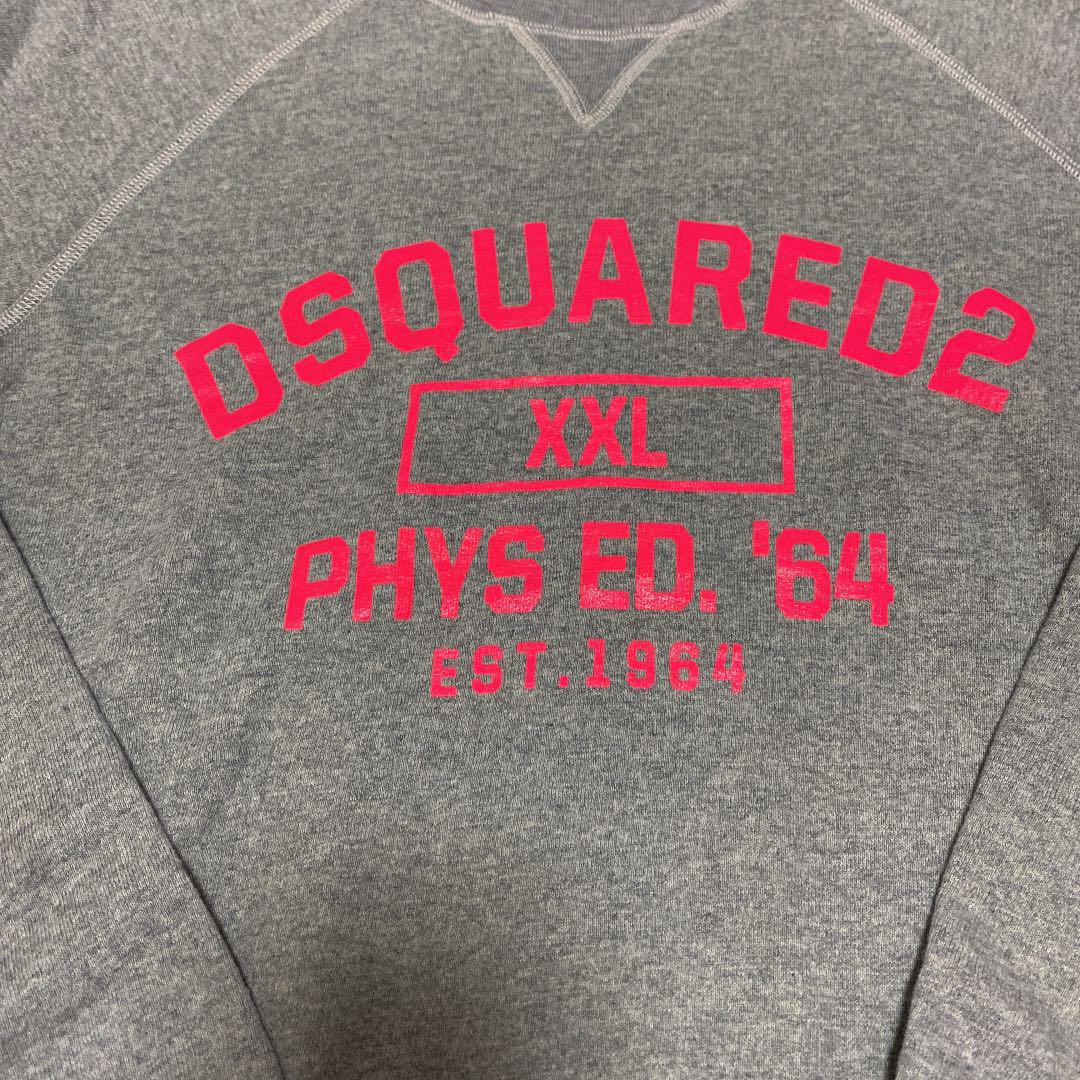 DSQUARED2
XXL
PHYS ED. '64
EST.1964